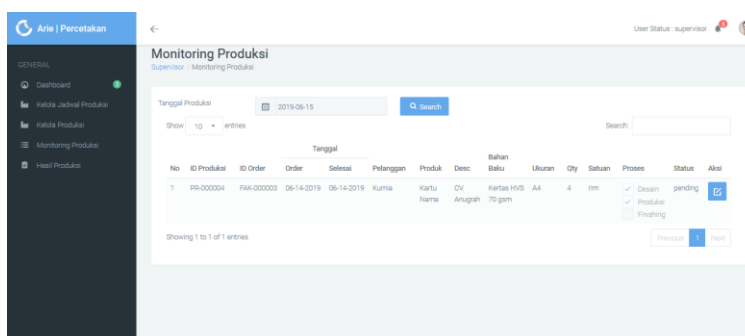 Arie | Percetakan
User Status : supervisor
Monitoring Produksi
Supervisor / Monitoring Produksi
GENERAL
Dashboard
Kelola Jadwal Produksi
Kelola Produksi
Monitoring Produksi
Hasil Produksi
Tanggal Produksi
2019-06-15
Search
Show 10 entries
Search:
Tanggal
No ID Produksi ID Order Order Selesai Pelanggan Produk Desc Bahan Baku Ukuran Qty Satuan Proses Status Aksi
1 PR-000004 FAK-000003 06-14-2019 06-14-2019 Kurnia Kartu Nama CV. Anugrah Kertas HVS 70 gsm A4 4 rim Desain pending
Produksi
Finishing
Showing 1 to 1 of 1 entries
Previous 1 Next